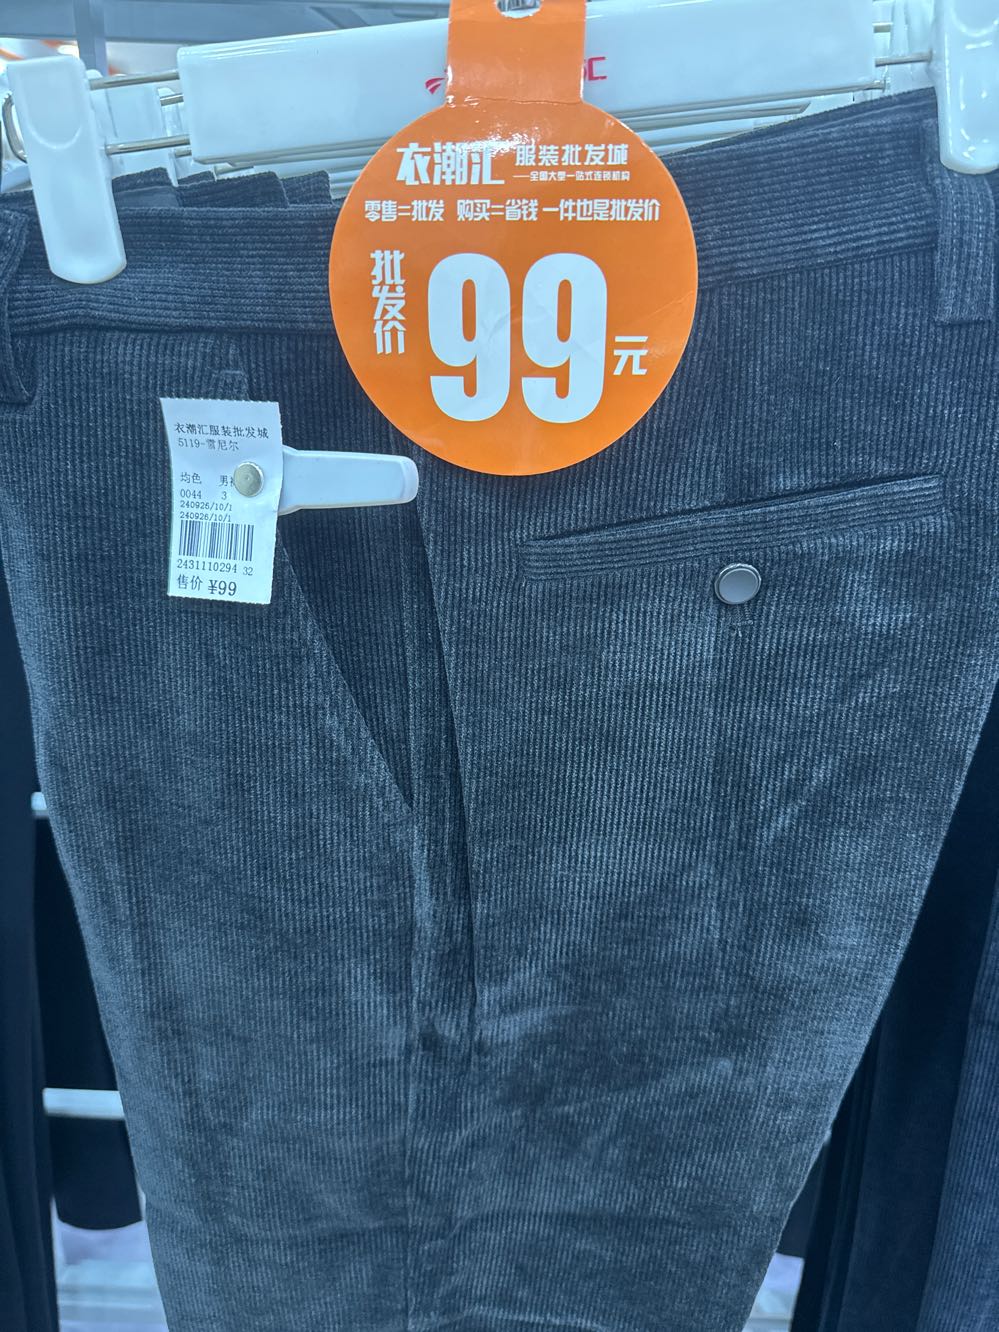 衣潮汇 服装批发城
——全国大型一站式连锁机构
零售=批发 购买=省钱 一件也是批发价
批发价
99元
衣潮汇服装批发城
5119-雪尼尔
均色 男
0044 3
240926/10/1
240926/10/1
2431110294 32
售价 ¥99